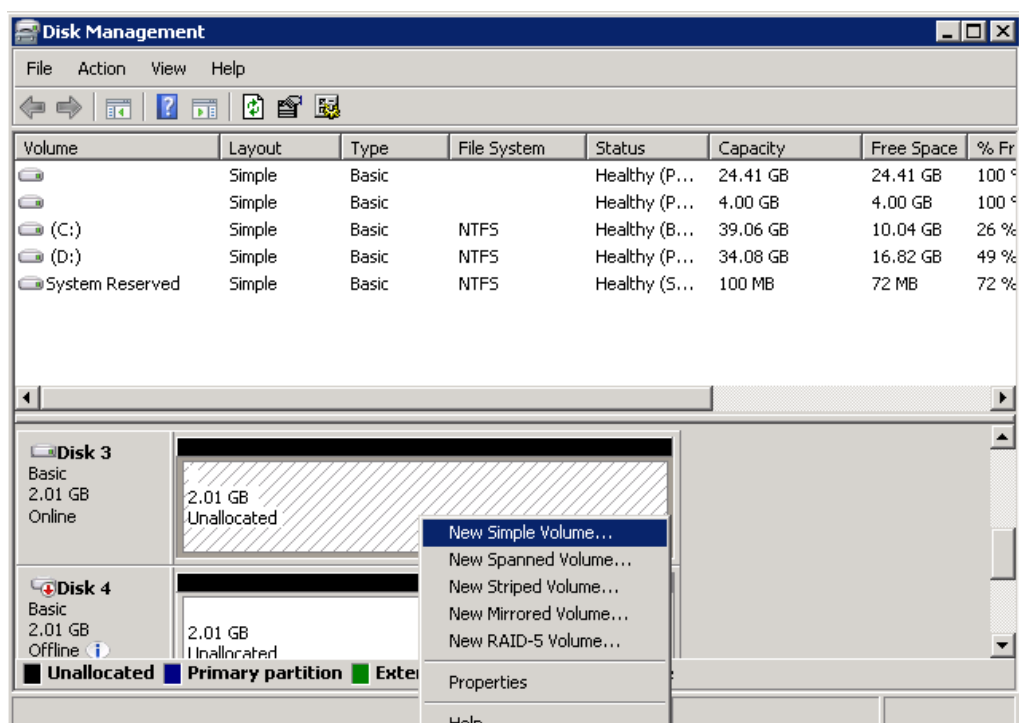 Disk Management
File Action View Help
Volume Layout Type File System Status Capacity Free Space % Fr
Simple Basic Healthy (P... 24.41 GB 24.41 GB 100 %
Simple Basic Healthy (P... 4.00 GB 4.00 GB 100 %
(C:) Simple Basic NTFS Healthy (B... 39.06 GB 10.04 GB 26 %
(D:) Simple Basic NTFS Healthy (P... 34.08 GB 16.82 GB 49 %
System Reserved Simple Basic NTFS Healthy (S... 100 MB 72 MB 72 %
Disk 3
Basic
2.01 GB
Online
2.01 GB
Unallocated
New Simple Volume...
New Spanned Volume...
New Striped Volume...
New Mirrored Volume...
New RAID-5 Volume...
Properties
Help
Disk 4
Basic
2.01 GB
Offline
2.01 GB
Unallocated
Unallocated Primary partition Exte